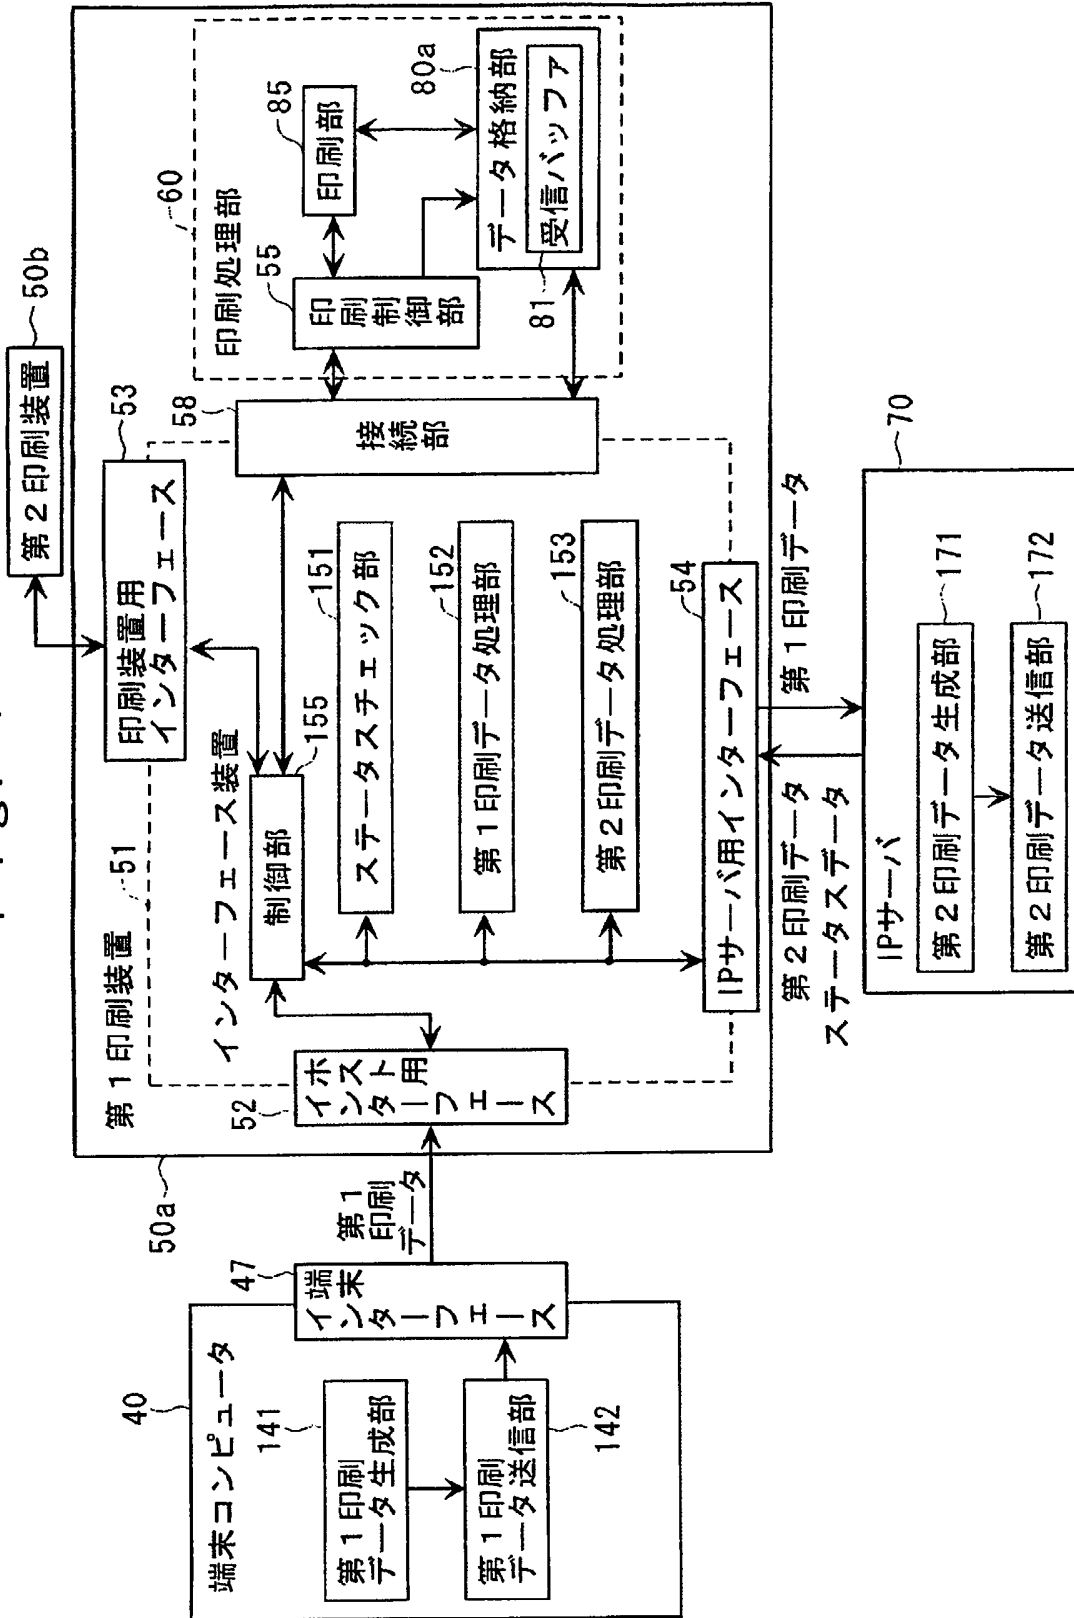 端末コンピュータ
40
141
第1印刷
データ生成部
第1印刷
データ送信部
142
47
端末
インターフェース
第1
印刷
データ
50a
第1印刷装置
51
52
ホスト用
インターフェース
インターフェース装置
制御部
155
ステータスチェック部
151
第1印刷データ処理部
152
第2印刷データ処理部
153
IPサーバ用インターフェース
54
印刷装置用
インターフェース
53
第2印刷装置
50b
58
接続部
60
印刷処理部
55
印刷制御部
85
印刷部
80a
データ格納部
受信バッファ
81
第2印刷データ
ステータスデータ
第1印刷データ
70
IPサーバ
第2印刷データ生成部
171
第2印刷データ送信部
172